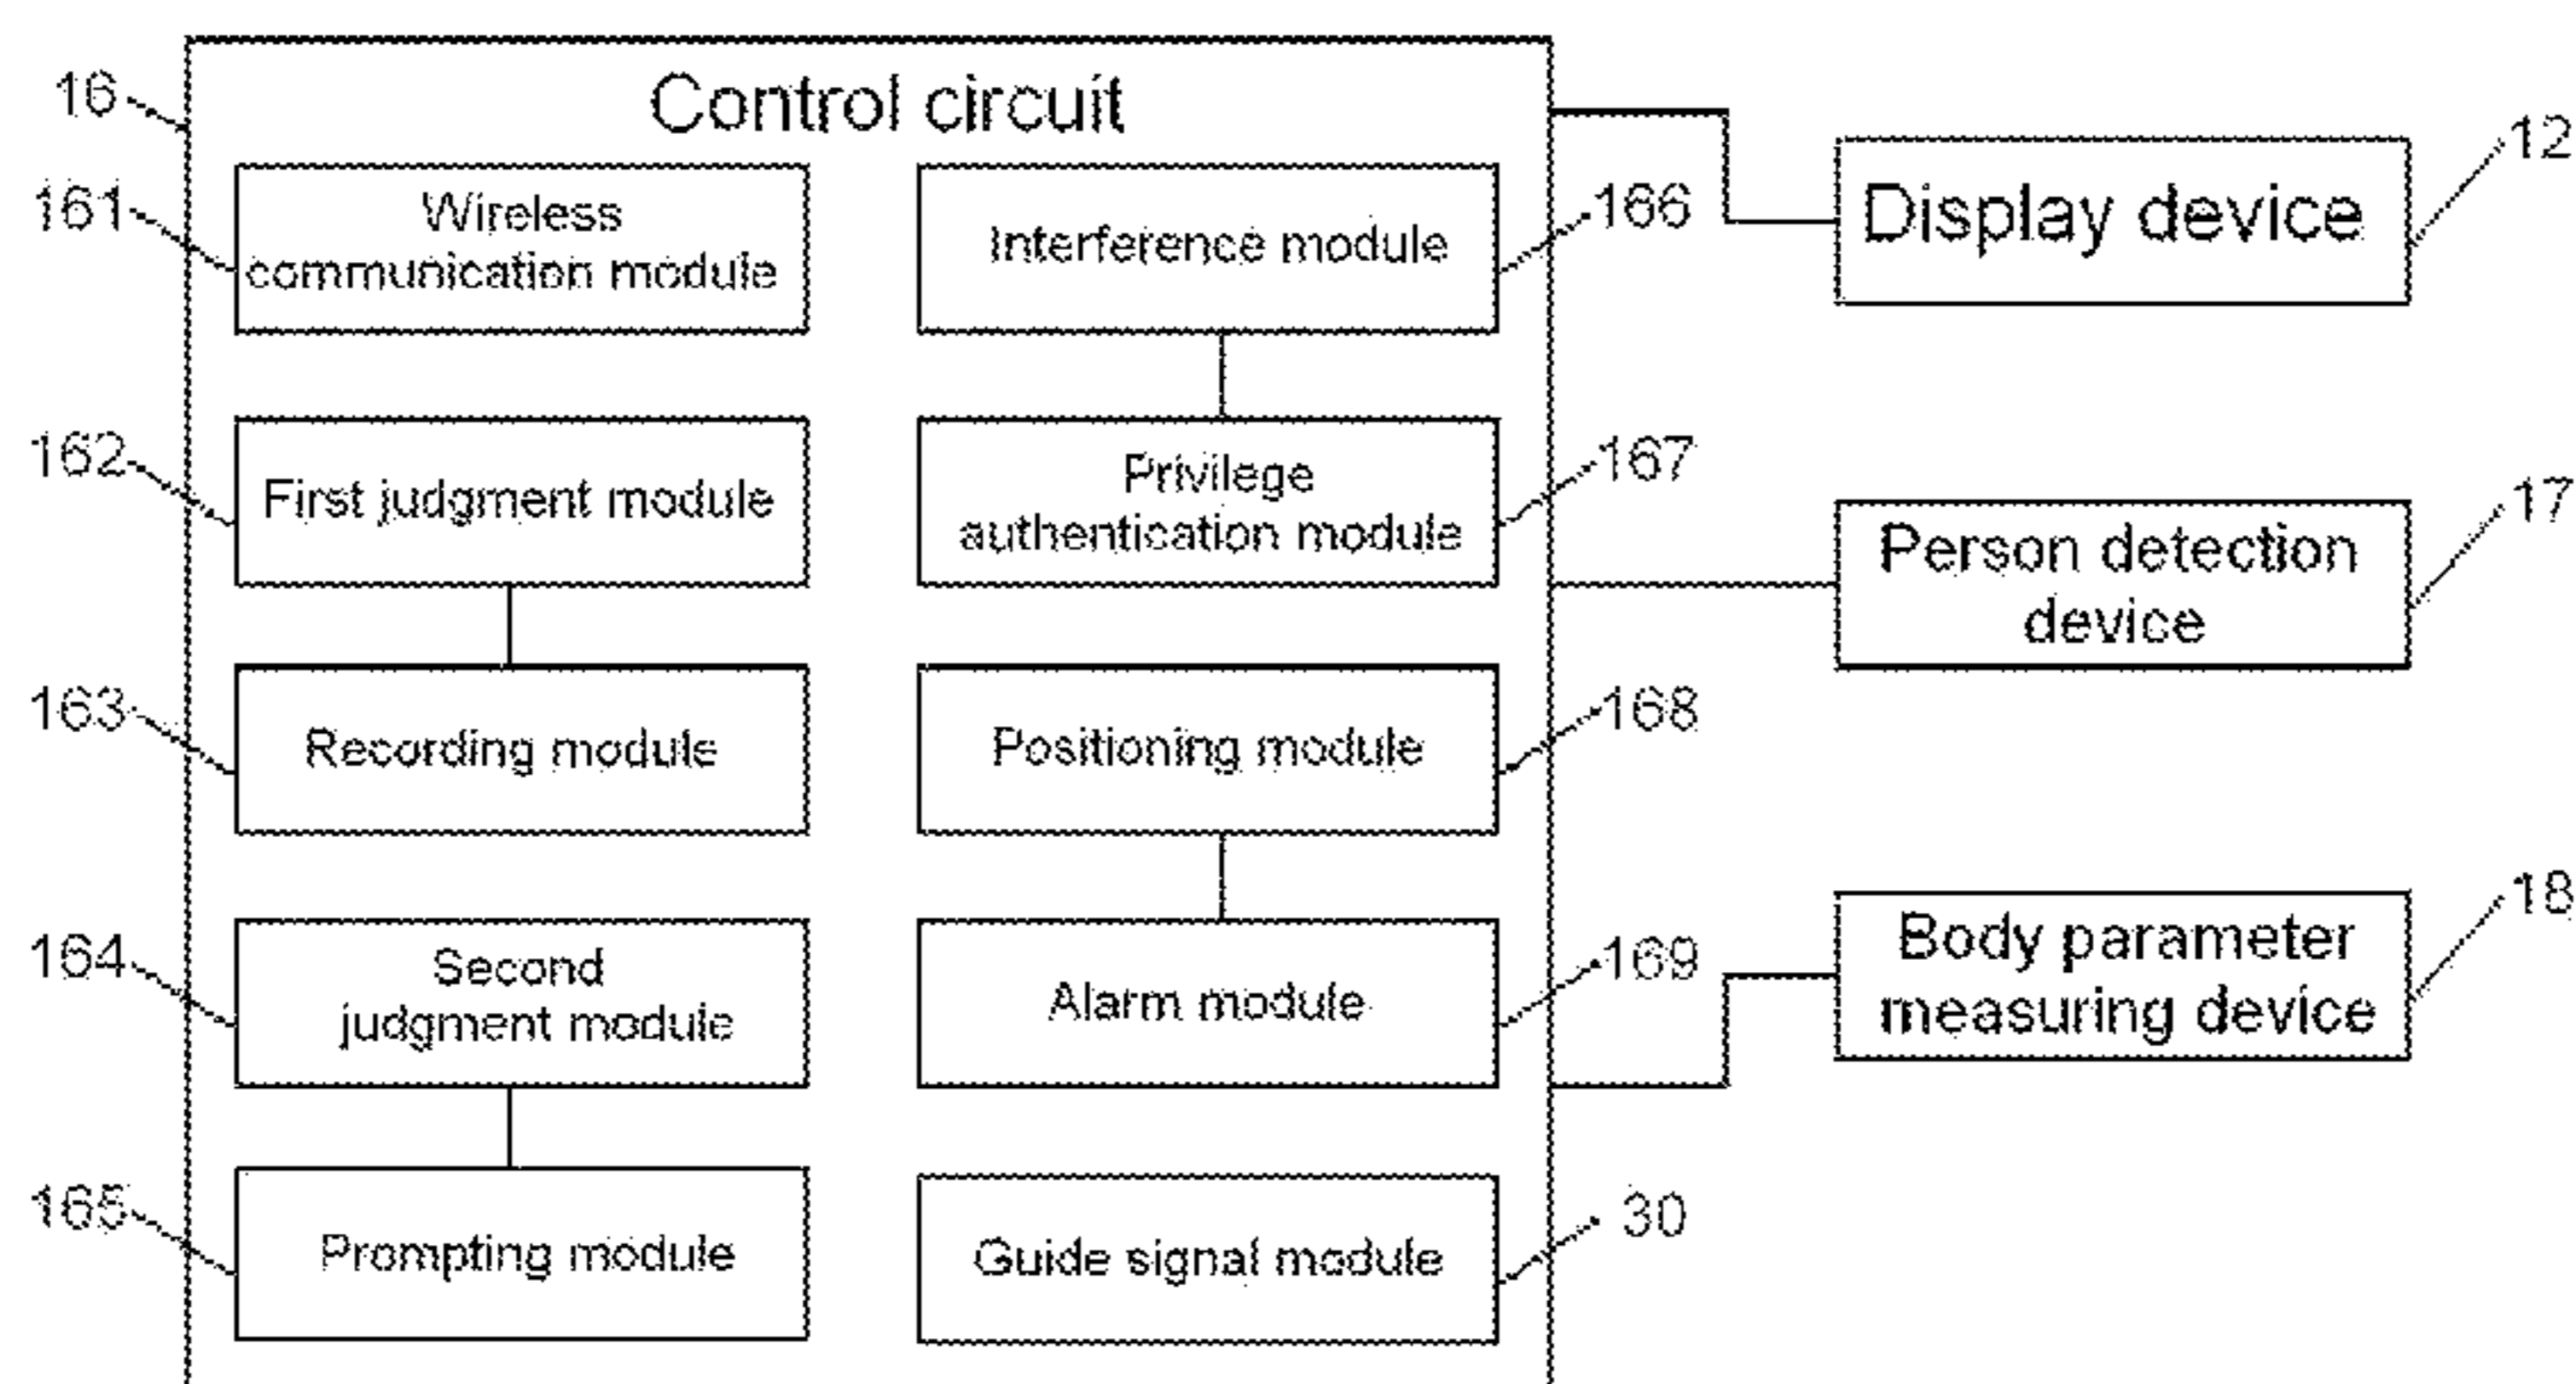 Control circuit
16
161
Wireless
communication module
Interference module
166
Display device
12
162
First judgment module
Privilege
authentication module
167
Person detection
device
17
163
Recording module
Positioning module
168
164
Second
judgment module
Alarm module
169
Body parameter
measuring device
18
165
Prompting module
Guide signal module
30